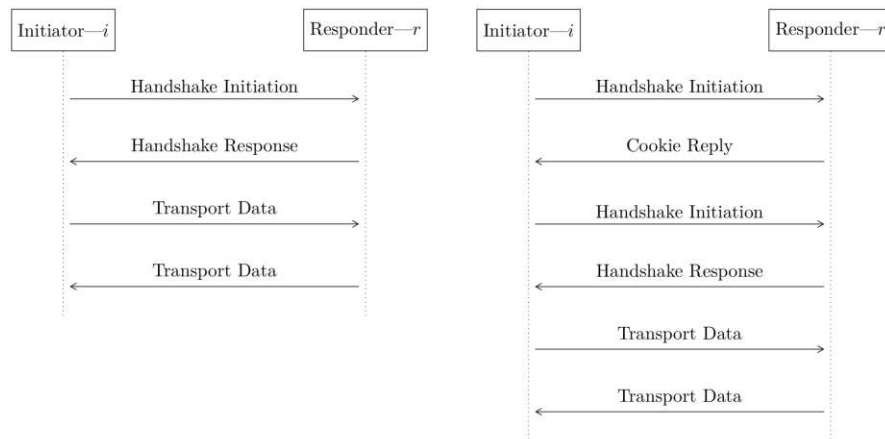 Initiator—i
Responder—r
Handshake Initiation
Handshake Response
Transport Data
Transport Data
Initiator—i
Responder—r
Handshake Initiation
Cookie Reply
Handshake Initiation
Handshake Response
Transport Data
Transport Data